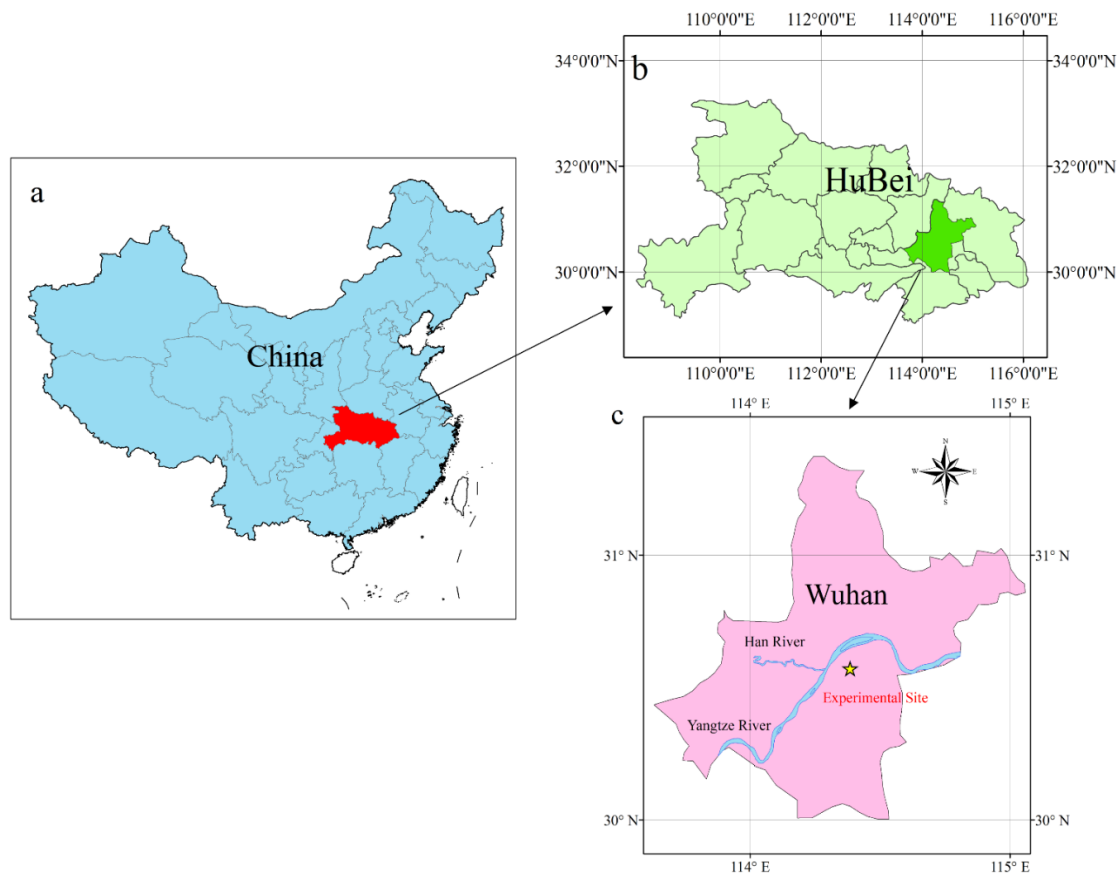 a
China
110°0'0"E 112°0'0"E 114°0'0"E 116°0'0"E
b
34°0'0"N 34°0'0"N
32°0'0"N 32°0'0"N
HuBei
30°0'0"N 30°0'0"N
110°0'0"E 112°0'0"E 114°0'0"E 116°0'0"E
c
114° E 115° E
N
W E
S
31° N 31° N
Wuhan
Han River
Experimental Site
Yangtze River
30° N 30° N
114° E 115° E